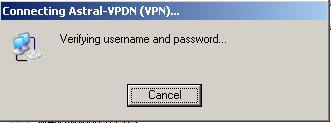 Connecting Astral-VPDN (VPN)...
Verifying username and password...
Cancel